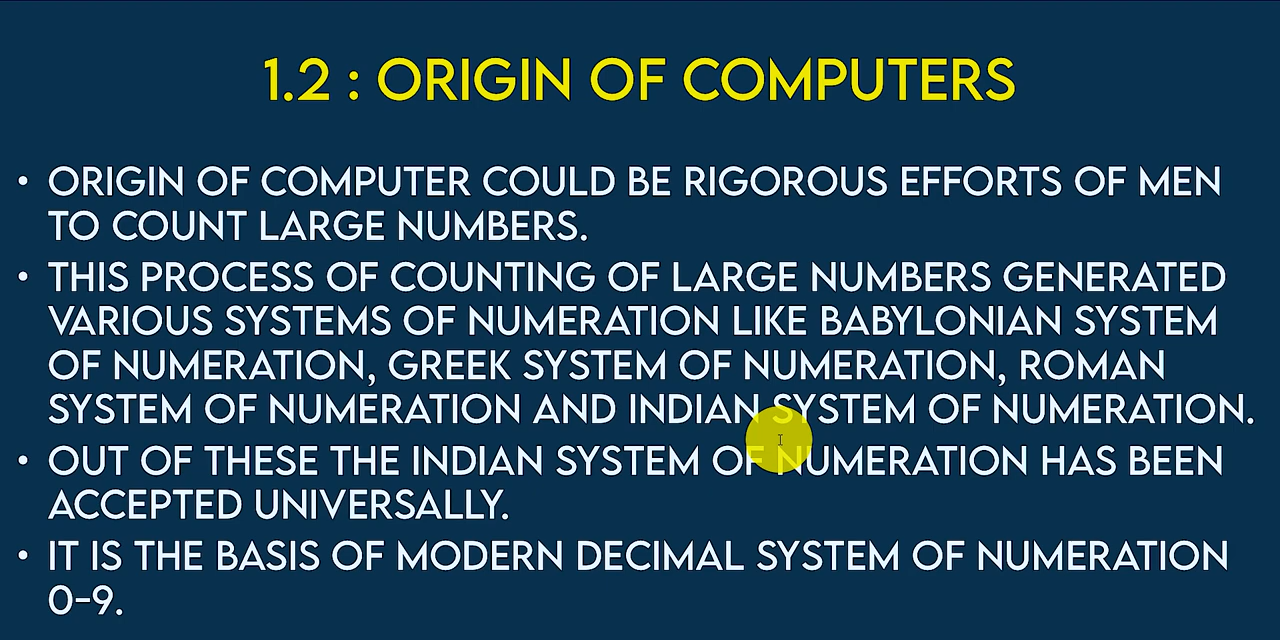 1.2 : ORIGIN OF COMPUTERS
• ORIGIN OF COMPUTER COULD BE RIGOROUS EFFORTS OF MEN
TO COUNT LARGE NUMBERS.
• THIS PROCESS OF COUNTING OF LARGE NUMBERS GENERATED
VARIOUS SYSTEMS OF NUMERATION LIKE BABYLONIAN SYSTEM
OF NUMERATION, GREEK SYSTEM OF NUMERATION, ROMAN
SYSTEM OF NUMERATION AND INDIAN SYSTEM OF NUMERATION.
• OUT OF THESE THE INDIAN SYSTEM OF NUMERATION HAS BEEN
ACCEPTED UNIVERSALLY.
• IT IS THE BASIS OF MODERN DECIMAL SYSTEM OF NUMERATION
0-9.